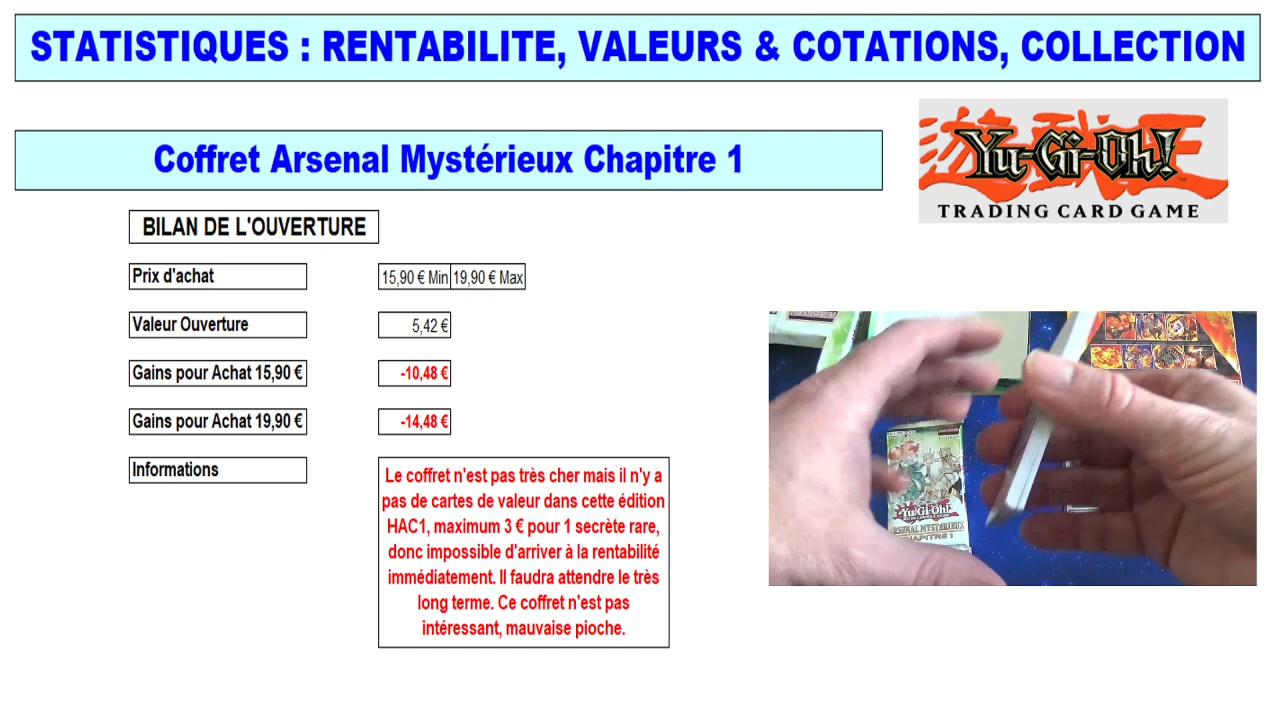 STATISTIQUES : RENTABILITE, VALEURS & COTATIONS, COLLECTION
Coffret Arsenal Mystérieux Chapitre 1
遊戯王
Yu-Gi-Oh!
TM
TRADING CARD GAME
BILAN DE L'OUVERTURE
Prix d'achat 15,90 € Min 19,90 € Max
Valeur Ouverture 5,42 €
Gains pour Achat 15,90 € -10,48 €
Gains pour Achat 19,90 € -14,48 €
Informations
Le coffret n'est pas très cher mais il n'y a
pas de cartes de valeur dans cette édition
HAC1, maximum 3 € pour 1 secrète rare,
donc impossible d'arriver à la rentabilité
immédiatement. Il faudra attendre le très
long terme. Ce coffret n'est pas
intéressant, mauvaise pioche.
Yu-Gi-Oh!
ARSENAL MYSTÉRIEUX
CHAPITRE 1